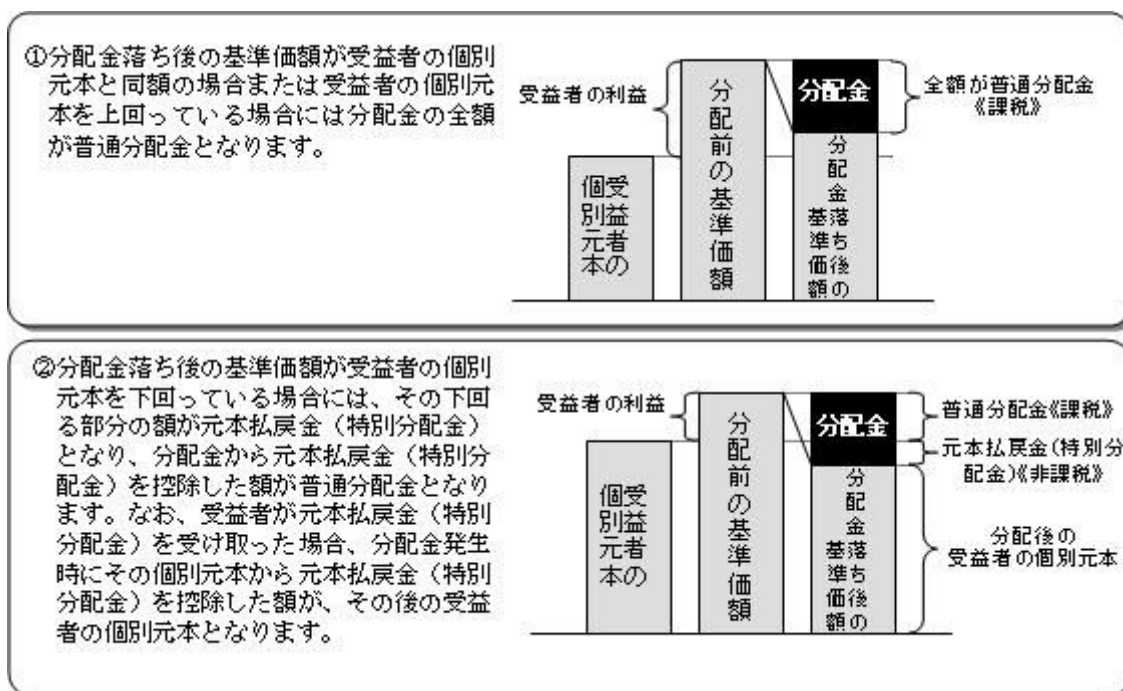 ①分配金落ち後の基準価額が受益者の個別
元本と同額の場合または受益者の個別元
本を上回っている場合には分配金の全額
が普通分配金となります。
受益者の利益
受益者の
個別元本
分配前の基準価額
分配金
分配金落ち後の
基準価額
全額が普通分配金
《課税》
②分配金落ち後の基準価額が受益者の個別
元本を下回っている場合には、その下回
る部分の額が元本払戻金（特別分配金）
となり、分配金から元本払戻金（特別分
配金）を控除した額が普通分配金となり
ます。なお、受益者が元本払戻金（特別
分配金）を受け取った場合、分配金発生
時にその個別元本から元本払戻金（特別
分配金）を控除した額が、その後の受益
者の個別元本となります。
受益者の利益
受益者の
個別元本
分配前の基準価額
分配金
分配金落ち後の
基準価額
普通分配金《課税》
元本払戻金(特別分
配金)《非課税》
分配後の
受益者の個別元本